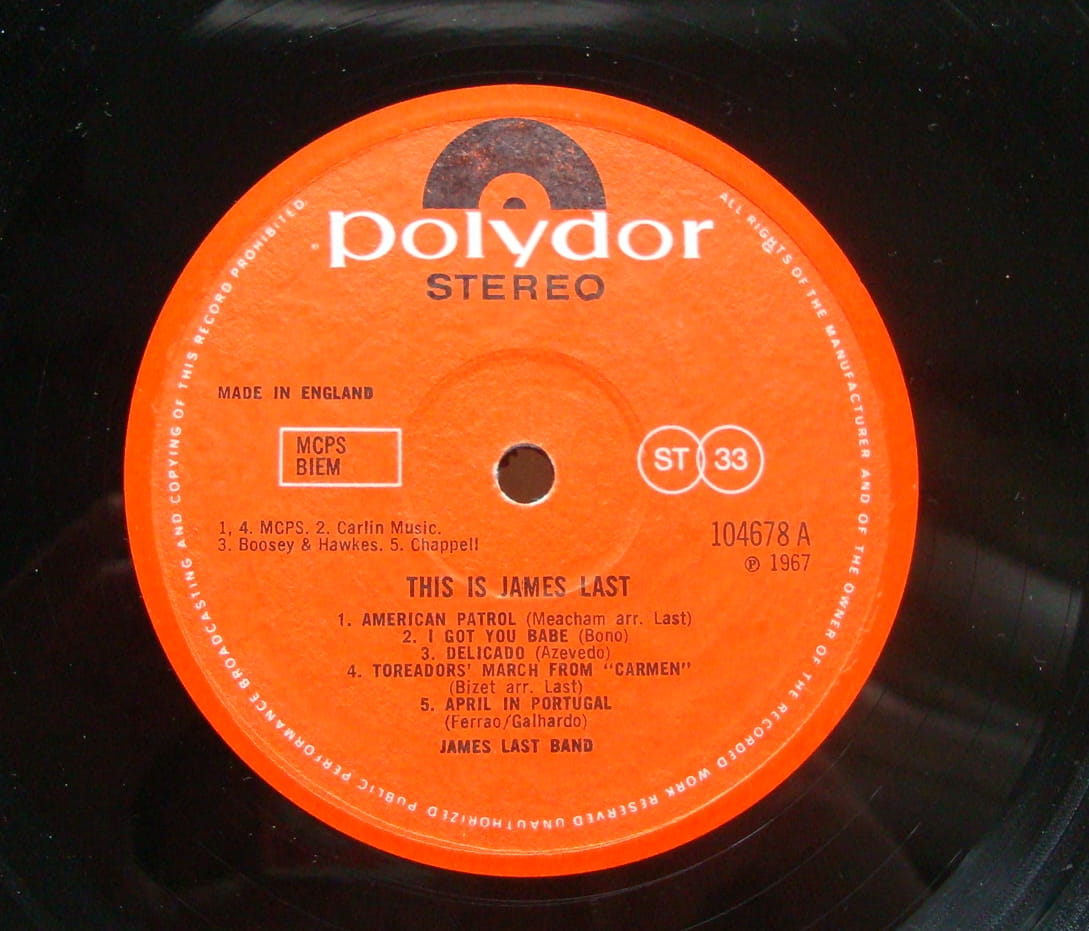 polydor
®
STEREO
ALL RIGHTS OF THE MANUFACTURER AND OF THE OWNER OF THE RECORDED WORK RESERVED UNAUTHORIZED PUBLIC PERFORMANCE BROADCASTING AND COPYING OF THIS RECORD PROHIBITED.
MADE IN ENGLAND
MCPS
BIEM
ST 33
1, 4. MCPS. 2. Carlin Music.
3. Boosey & Hawkes. 5. Chappell
104678 A
℗ 1967
THIS IS JAMES LAST
1. AMERICAN PATROL (Meacham arr. Last)
2. I GOT YOU BABE (Bono)
3. DELICADO (Azevedo)
4. TOREADORS' MARCH FROM “CARMEN”
(Bizet arr. Last)
5. APRIL IN PORTUGAL
(Ferrao/Galhardo)
JAMES LAST BAND